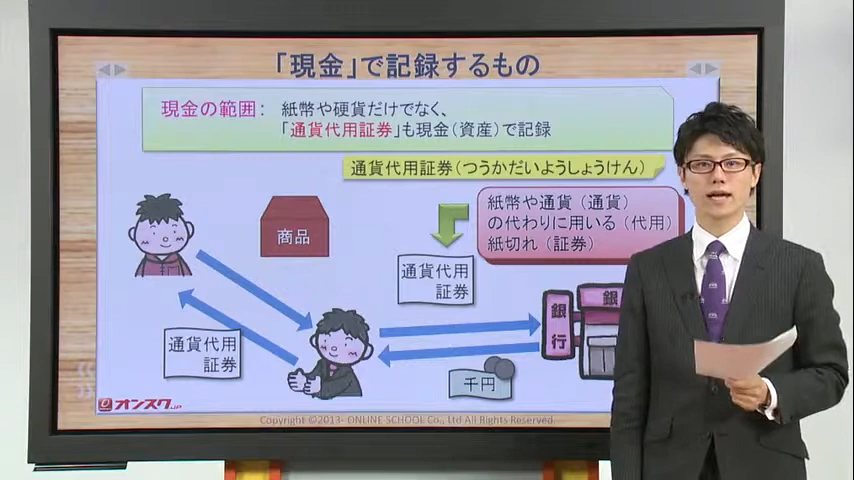 「現金」で記録するもの
現金の範囲： 紙幣や硬貨だけでなく、
「通貨代用証券」も現金（資産）で記録
通貨代用証券（つうかだいようしょうけん）
紙幣や通貨（通貨）
の代わりに用いる（代用）
紙切れ（証券）
商品
通貨代用
証券
銀行
銀
通貨代用
証券
千円
オンスク.JP
Copyright ©2013- ONLINE SCHOOL Co., Ltd All Rights Reserved.